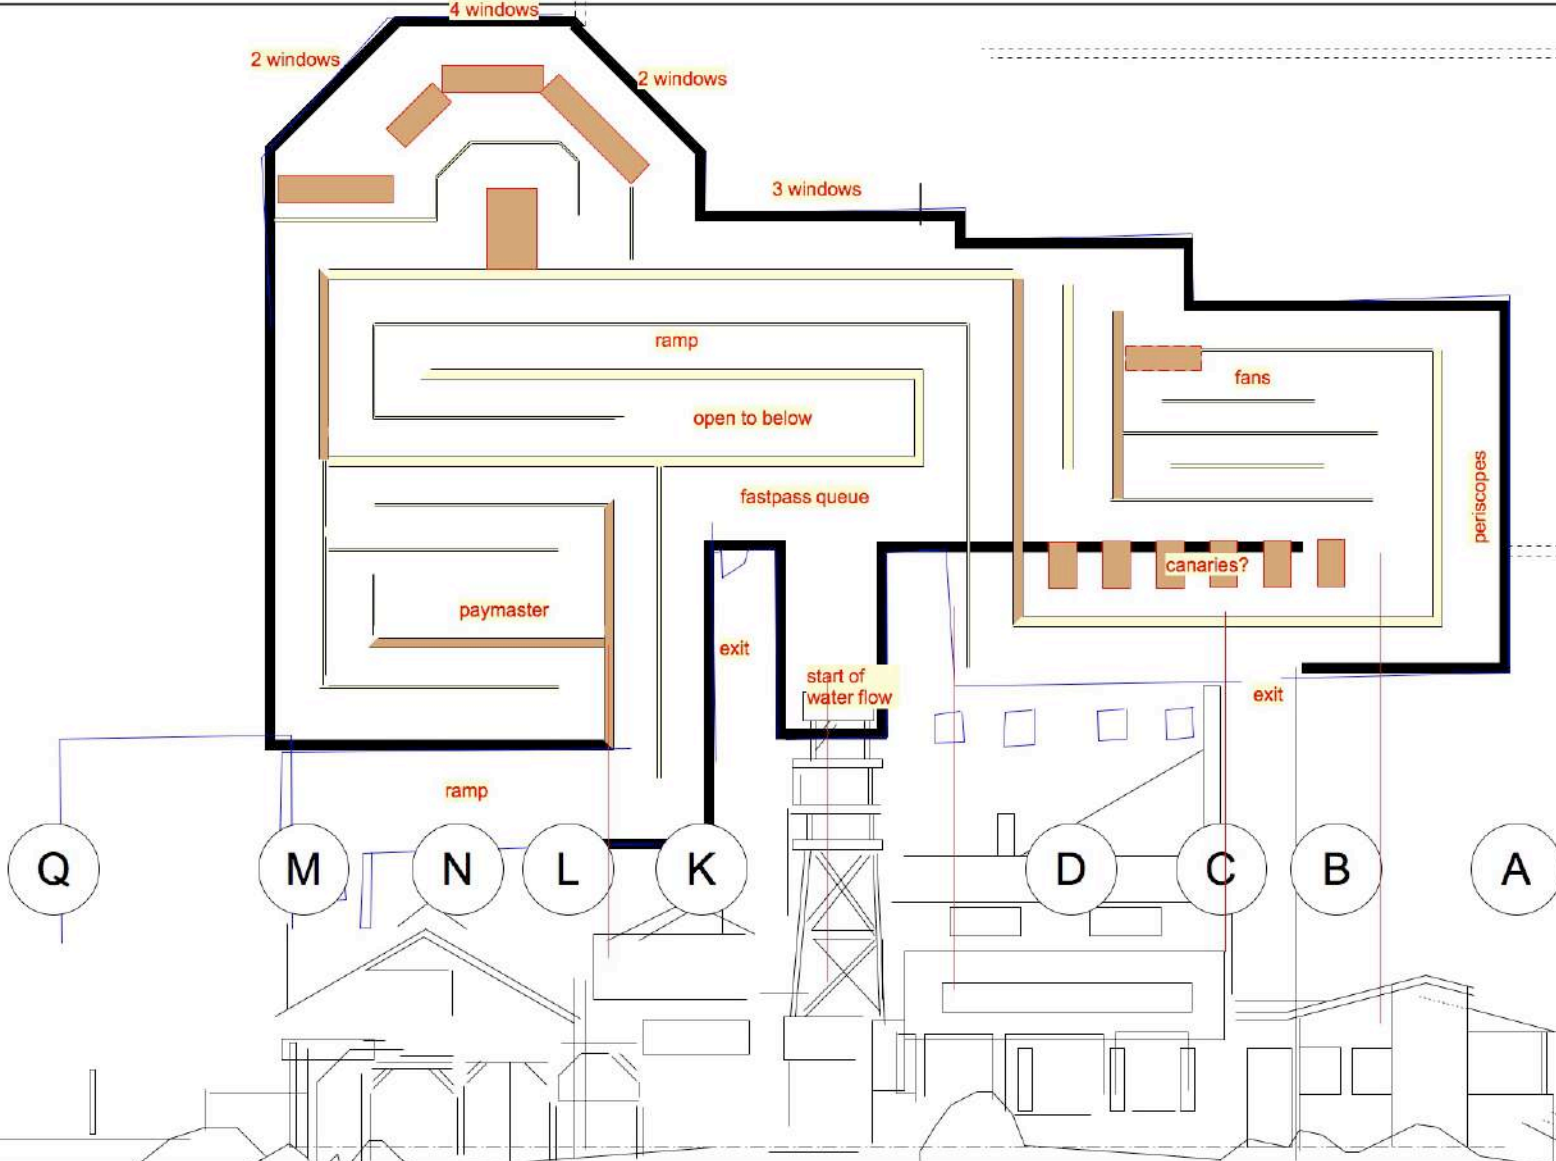 4 windows
2 windows
2 windows
3 windows
ramp
fans
open to below
periscopes
fastpass queue
canaries?
paymaster
exit
start of
water flow
exit
ramp
Q
M
N
L
K
D
C
B
A